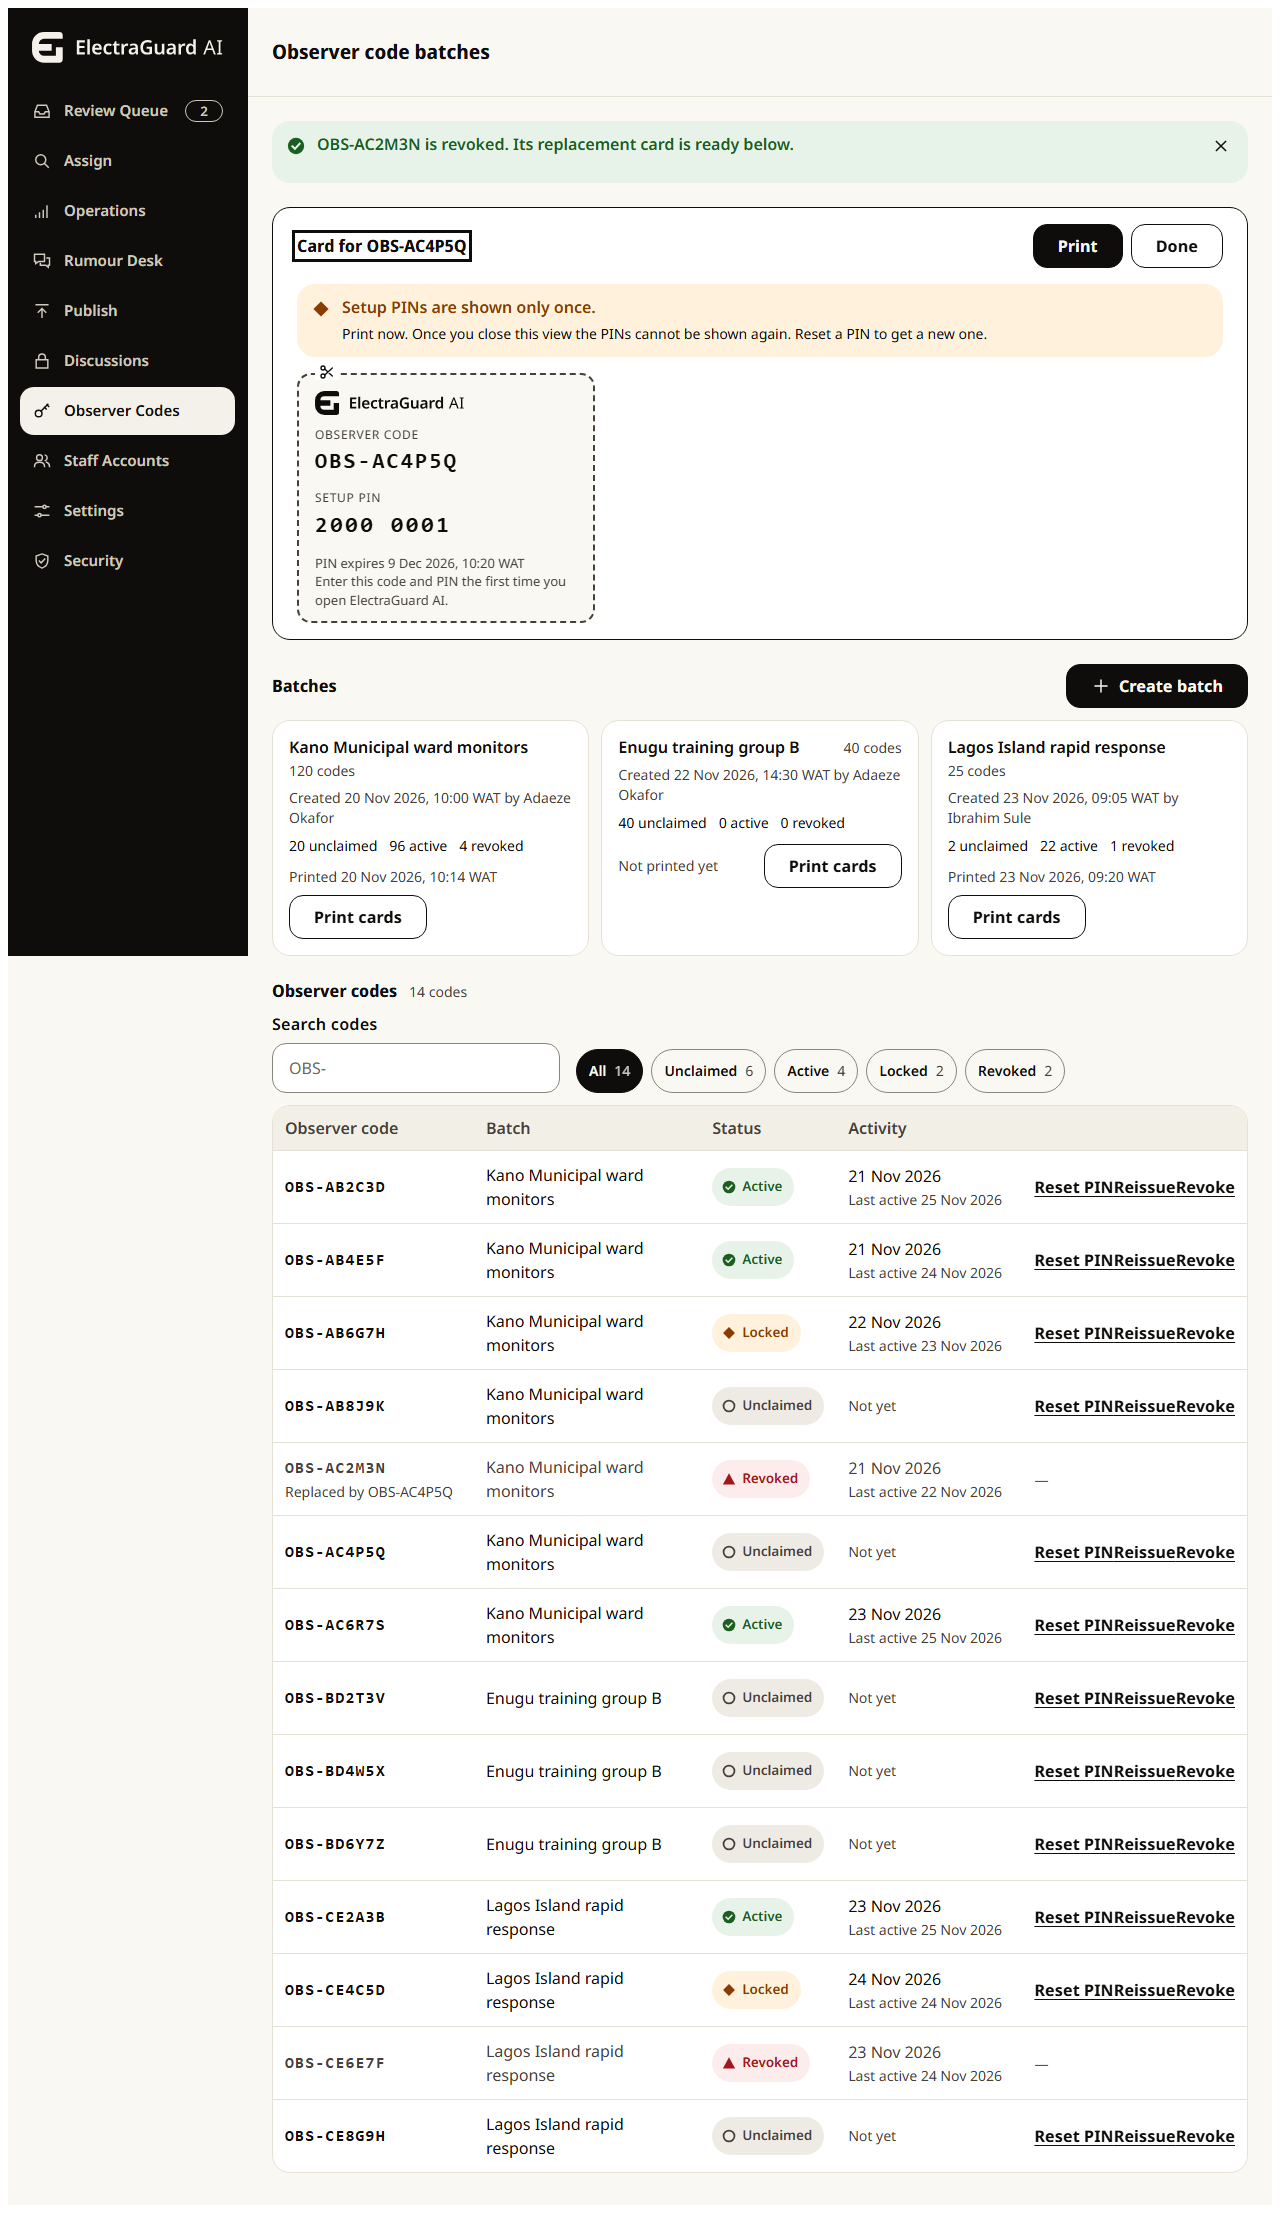 ElectraGuard AI
Review Queue 2
Assign
Operations
Rumour Desk
Publish
Discussions
Observer Codes
Staff Accounts
Settings
Security
Observer code batches
OBS-AC2M3N is revoked. Its replacement card is ready below.
Card for OBS-AC4P5Q
Print
Done
Setup PINs are shown only once.
Print now. Once you close this view the PINs cannot be shown again. Reset a PIN to get a new one.
ElectraGuard AI
OBSERVER CODE
OBS-AC4P5Q
SETUP PIN
2000 0001
PIN expires 9 Dec 2026, 10:20 WAT
Enter this code and PIN the first time you
open ElectraGuard AI.
Batches
Create batch
Kano Municipal ward monitors
120 codes
Created 20 Nov 2026, 10:00 WAT by Adaeze
Okafor
20 unclaimed 96 active 4 revoked
Printed 20 Nov 2026, 10:14 WAT
Print cards
Enugu training group B 40 codes
Created 22 Nov 2026, 14:30 WAT by Adaeze
Okafor
40 unclaimed 0 active 0 revoked
Not printed yet
Print cards
Lagos Island rapid response
25 codes
Created 23 Nov 2026, 09:05 WAT by
Ibrahim Sule
2 unclaimed 22 active 1 revoked
Printed 23 Nov 2026, 09:20 WAT
Print cards
Observer codes 14 codes
Search codes
OBS-
All 14 Unclaimed 6 Active 4 Locked 2 Revoked 2
Observer code Batch Status Activity
OBS-AB2C3D
Kano Municipal ward
monitors
Active
21 Nov 2026
Last active 25 Nov 2026
Reset PINReissueRevoke
OBS-AB4E5F
Kano Municipal ward
monitors
Active
21 Nov 2026
Last active 24 Nov 2026
Reset PINReissueRevoke
OBS-AB6G7H
Kano Municipal ward
monitors
Locked
22 Nov 2026
Last active 23 Nov 2026
Reset PINReissueRevoke
OBS-AB8J9K
Kano Municipal ward
monitors
Unclaimed
Not yet
Reset PINReissueRevoke
OBS-AC2M3N
Replaced by OBS-AC4P5Q
Kano Municipal ward
monitors
Revoked
21 Nov 2026
Last active 22 Nov 2026
—
OBS-AC4P5Q
Kano Municipal ward
monitors
Unclaimed
Not yet
Reset PINReissueRevoke
OBS-AC6R7S
Kano Municipal ward
monitors
Active
23 Nov 2026
Last active 25 Nov 2026
Reset PINReissueRevoke
OBS-BD2T3V
Enugu training group B
Unclaimed
Not yet
Reset PINReissueRevoke
OBS-BD4W5X
Enugu training group B
Unclaimed
Not yet
Reset PINReissueRevoke
OBS-BD6Y7Z
Enugu training group B
Unclaimed
Not yet
Reset PINReissueRevoke
OBS-CE2A3B
Lagos Island rapid
response
Active
23 Nov 2026
Last active 25 Nov 2026
Reset PINReissueRevoke
OBS-CE4C5D
Lagos Island rapid
response
Locked
24 Nov 2026
Last active 24 Nov 2026
Reset PINReissueRevoke
OBS-CE6E7F
Lagos Island rapid
response
Revoked
23 Nov 2026
Last active 24 Nov 2026
—
OBS-CE8G9H
Lagos Island rapid
response
Unclaimed
Not yet
Reset PINReissueRevoke